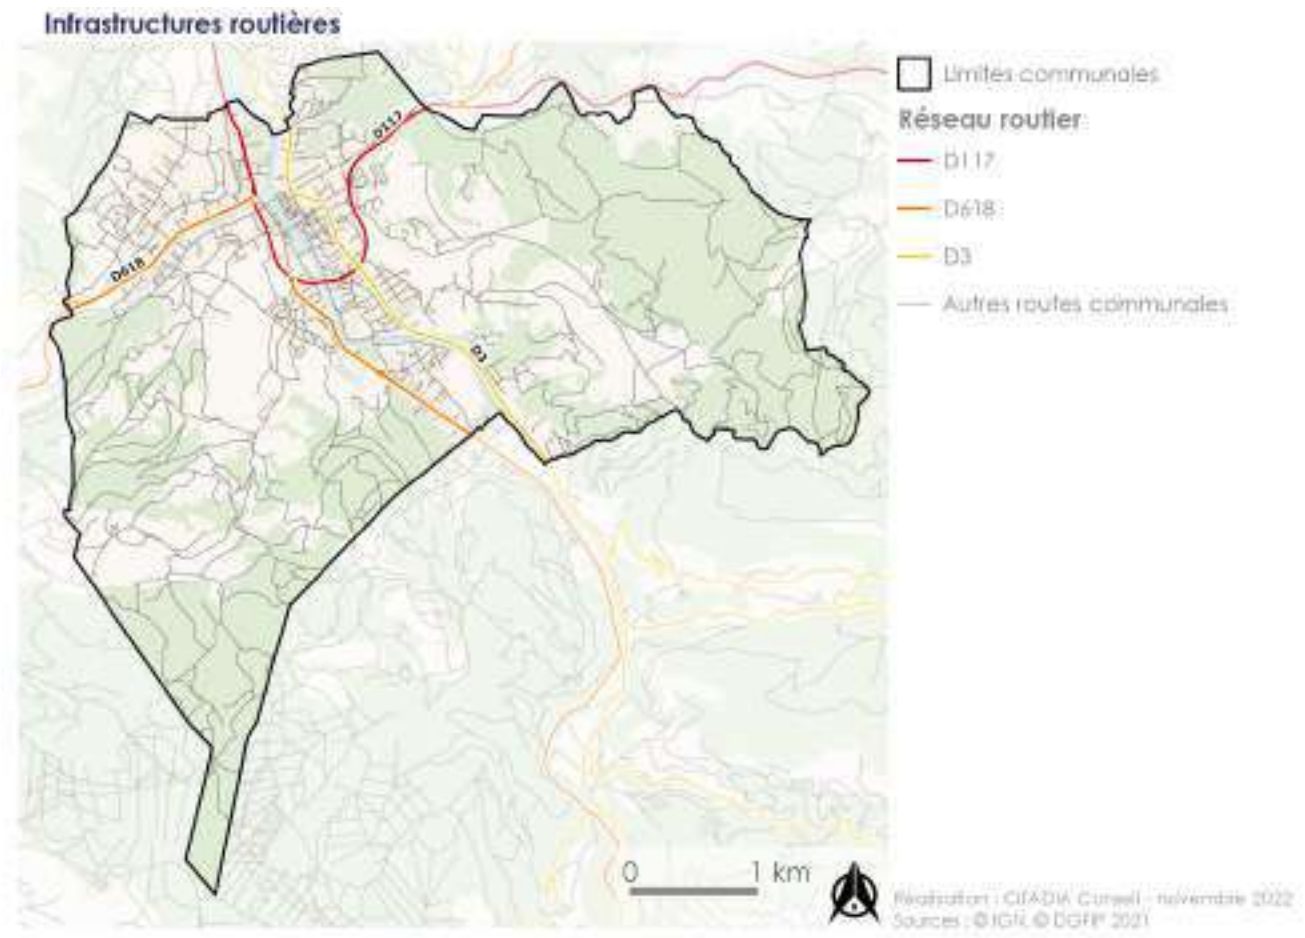 Infrastructures routières
Limites communales
Réseau routier
D117
D618
D3
Autres routes communales
D117
D618
D3
0 1 km
Réalisation : CITADIA Conseil - novembre 2022
Sources : © IGN, © DGFIP 2021